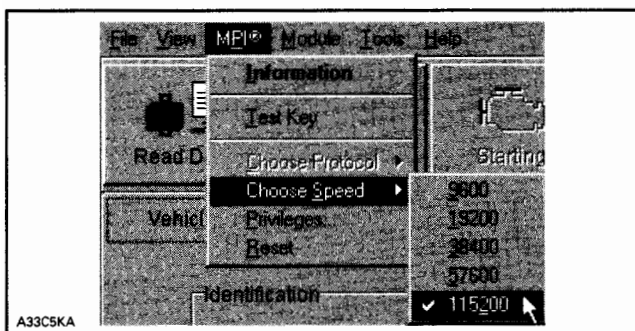 File View MPI® Module Tools Help
Information
Test Key
Read D
Choose Protocol
Starting
Choose Speed
9600
Vehicl
Privileges...
19200
Reset
38400
57600
Identification
115200
A33C5KA